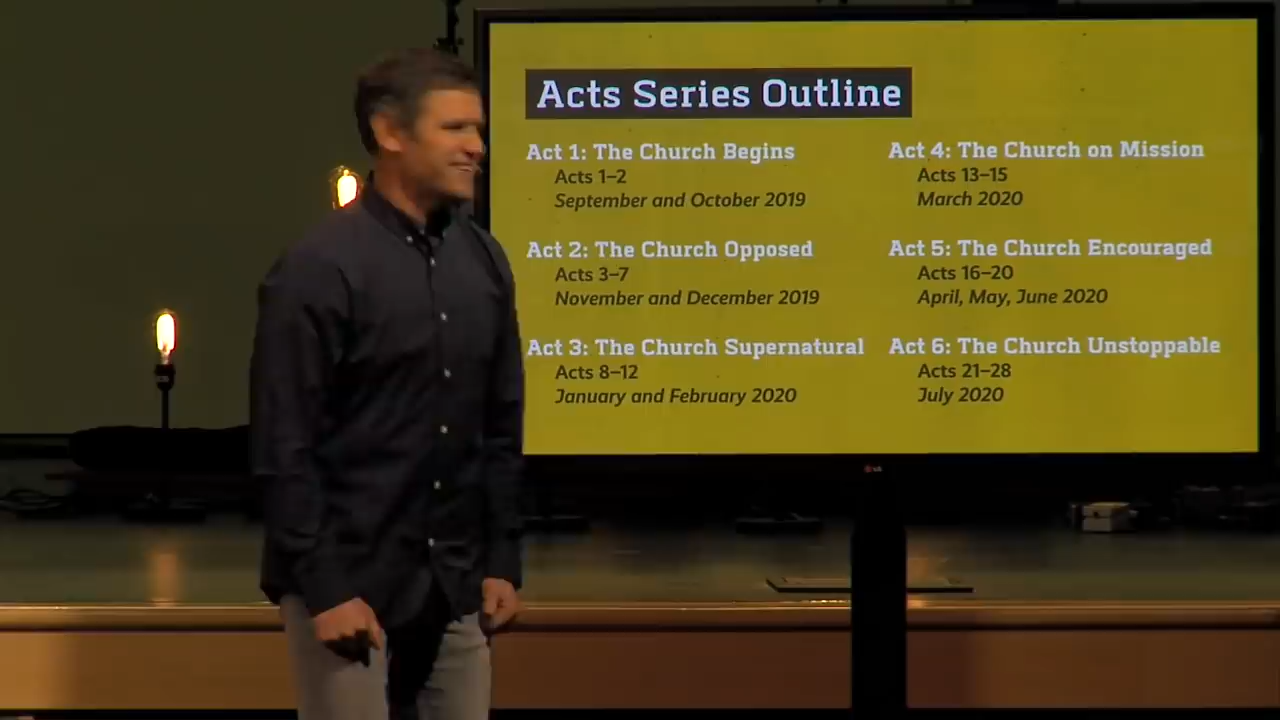 Acts Series Outline
Act 1: The Church Begins
Acts 1–2
September and October 2019
Act 2: The Church Opposed
Acts 3–7
November and December 2019
Act 3: The Church Supernatural
Acts 8–12
January and February 2020
Act 4: The Church on Mission
Acts 13–15
March 2020
Act 5: The Church Encouraged
Acts 16–20
April, May, June 2020
Act 6: The Church Unstoppable
Acts 21–28
July 2020
LG